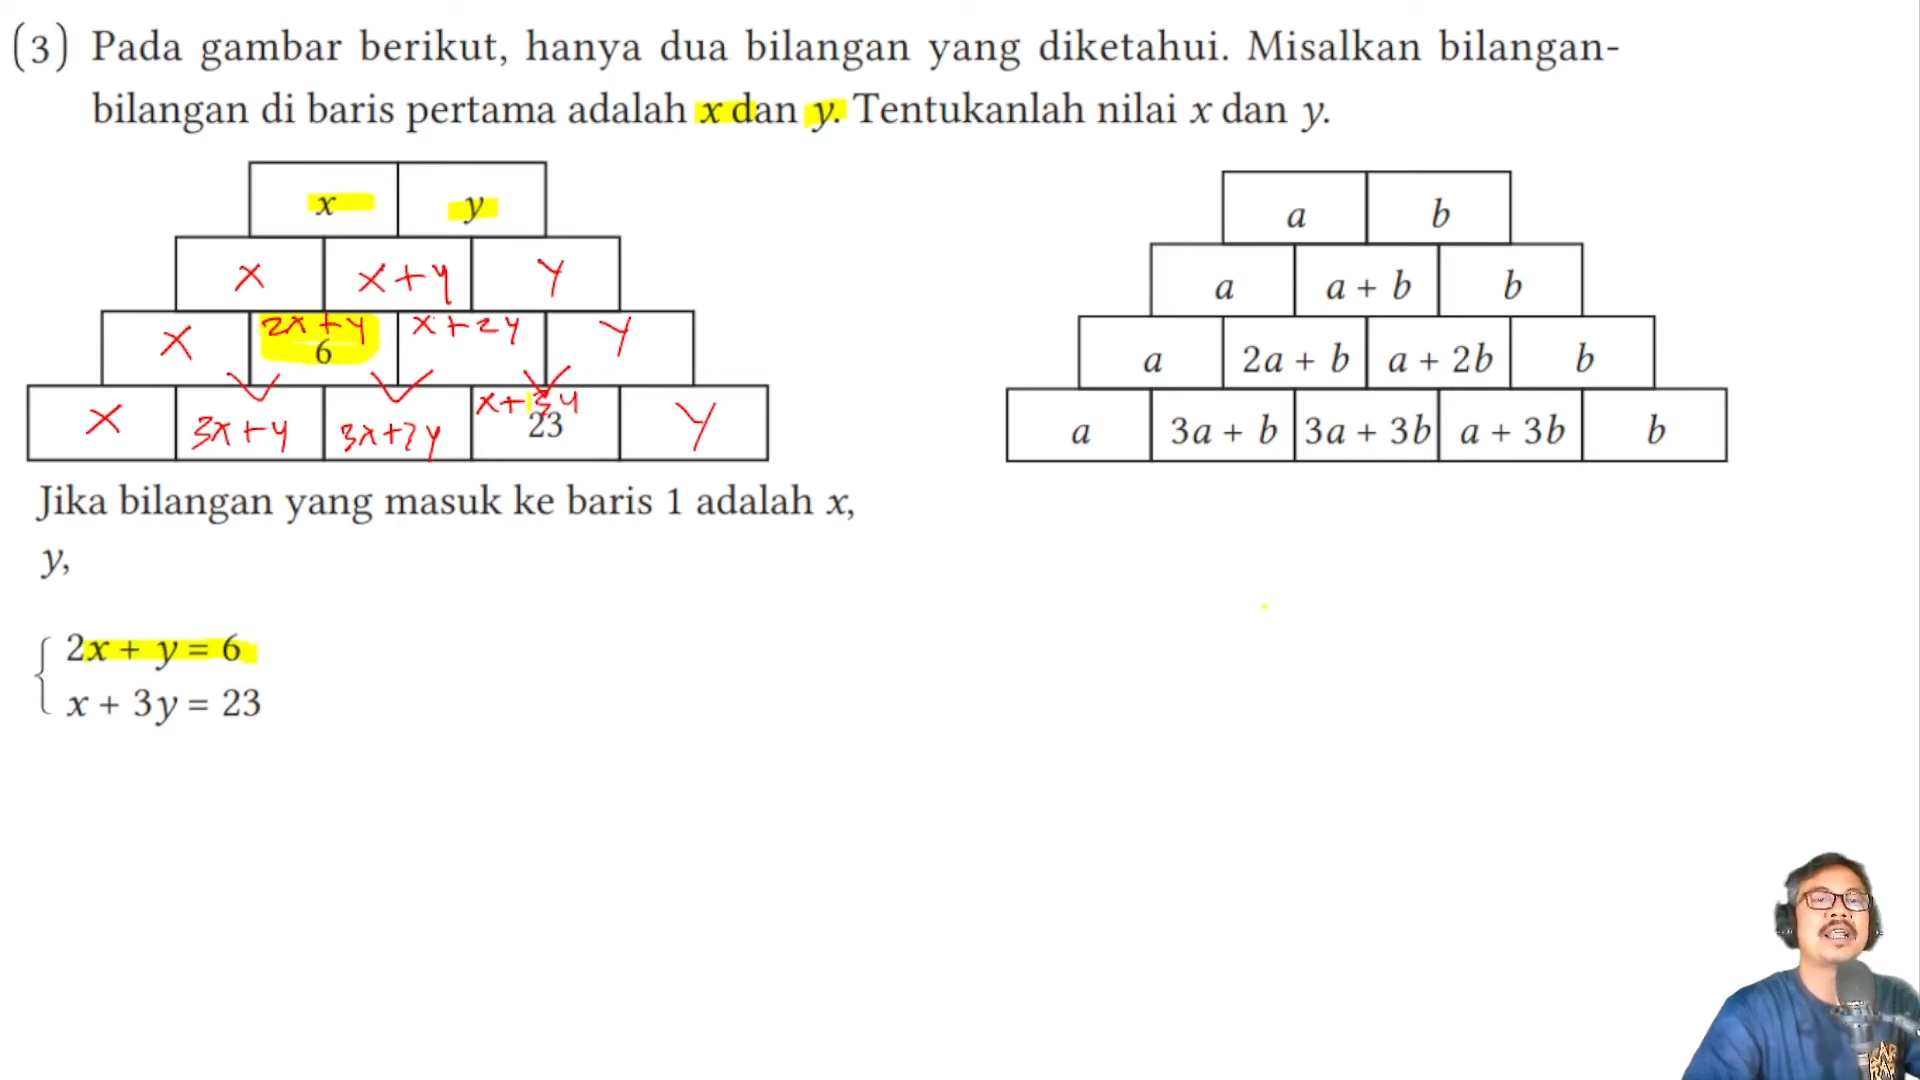 (3) Pada gambar berikut, hanya dua bilangan yang diketahui. Misalkan bilangan-
bilangan di baris pertama adalah x dan y. Tentukanlah nilai x dan y.
x y
x x+y y
x 2x+y x+2y y
6
x 3x+y 3x+2y x+3y y
23
a b
a a + b b
a 2a + b a + 2b b
a 3a + b 3a + 3b a + 3b b
Jika bilangan yang masuk ke baris 1 adalah x,
y,
2x + y = 6
x + 3y = 23